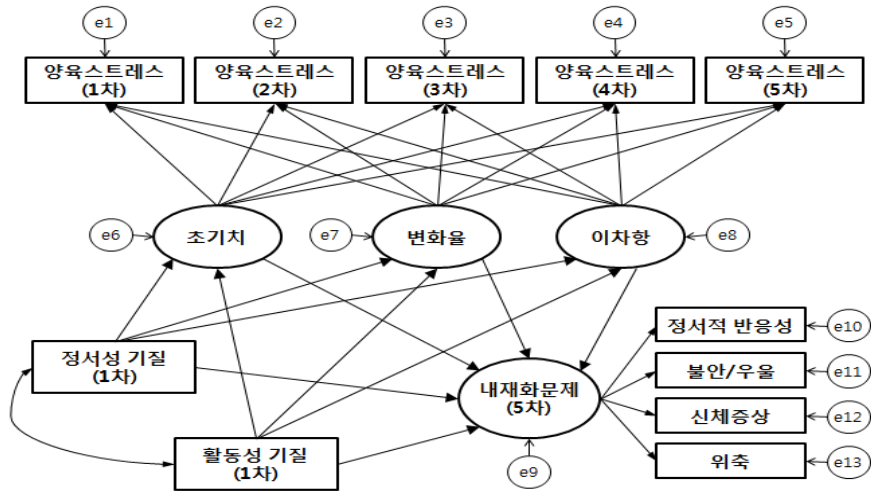 e1 e2 e3 e4 e5
양육스트레스 양육스트레스 양육스트레스 양육스트레스 양육스트레스
(1차) (2차) (3차) (4차) (5차)
e6 초기치 e7 변화율 이차항 e8
정서적 반응성 e10
정서성 기질
(1차)
불안/우울 e11
내재화문제
(5차)
신체증상 e12
활동성 기질
(1차)
위축 e13
e9